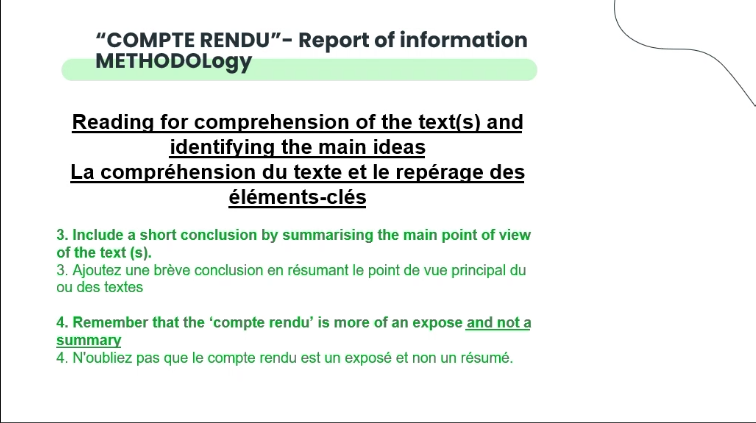 “COMPTE RENDU”– Report of information
METHODOLogy
Reading for comprehension of the text(s) and
identifying the main ideas
La compréhension du texte et le repérage des
éléments-clés
3. Include a short conclusion by summarising the main point of view
of the text (s).
3. Ajoutez une brève conclusion en résumant le point de vue principal du
ou des textes
4. Remember that the ‘compte rendu’ is more of an expose and not a
summary
4. N'oubliez pas que le compte rendu est un exposé et non un résumé.